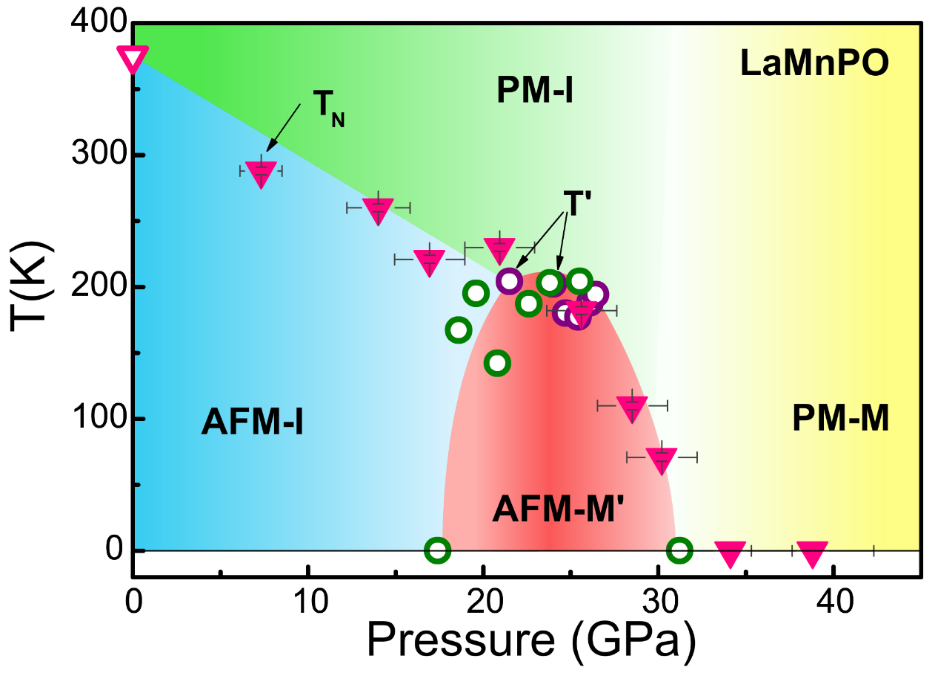 400
300
200
100
0
T(K)
LaMnPO
PM-I
T_N
T'
AFM-I
PM-M
AFM-M'
0 10 20 30 40
Pressure (GPa)